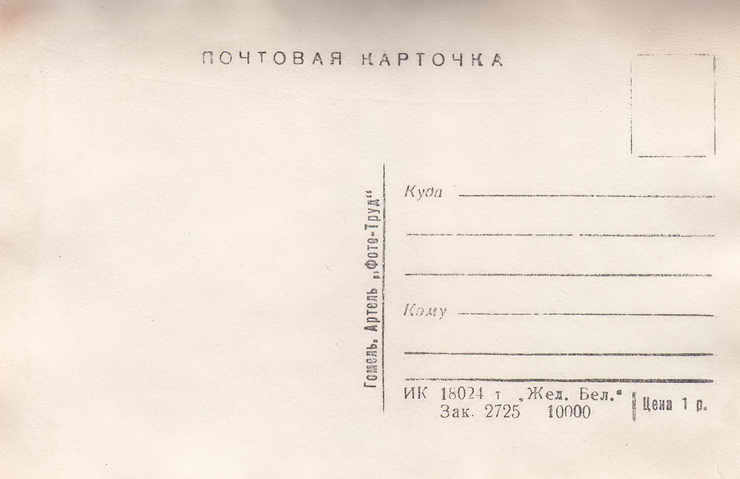 ПОЧТОВАЯ КАРТОЧКА
Гомель. Артель „Фото-Труд“
Куда
Кому
ИК 18024 т „Жел. Бел.“
Зак. 2725 10000
Цена 1 р.